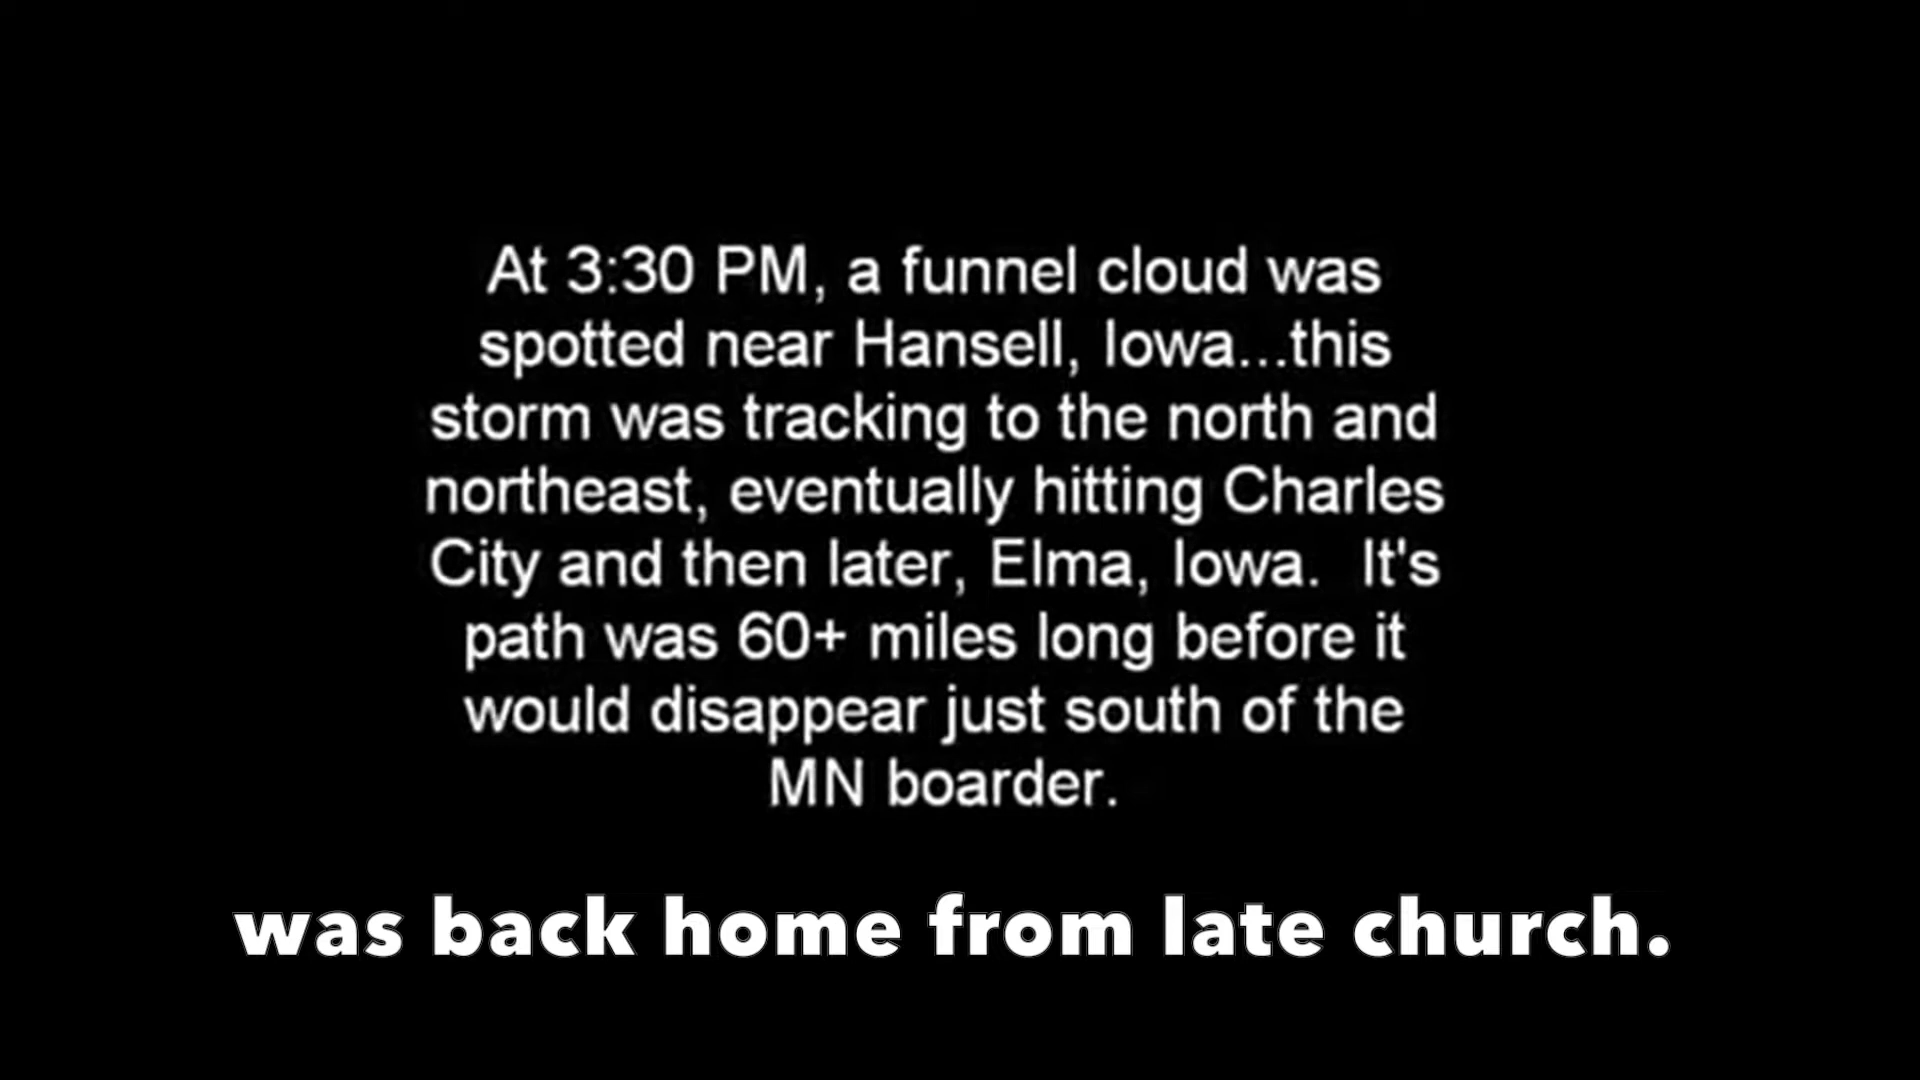 At 3:30 PM, a funnel cloud was
spotted near Hansell, Iowa...this
storm was tracking to the north and
northeast, eventually hitting Charles
City and then later, Elma, Iowa.  It's
path was 60+ miles long before it
would disappear just south of the
MN boarder.
was back home from late church.